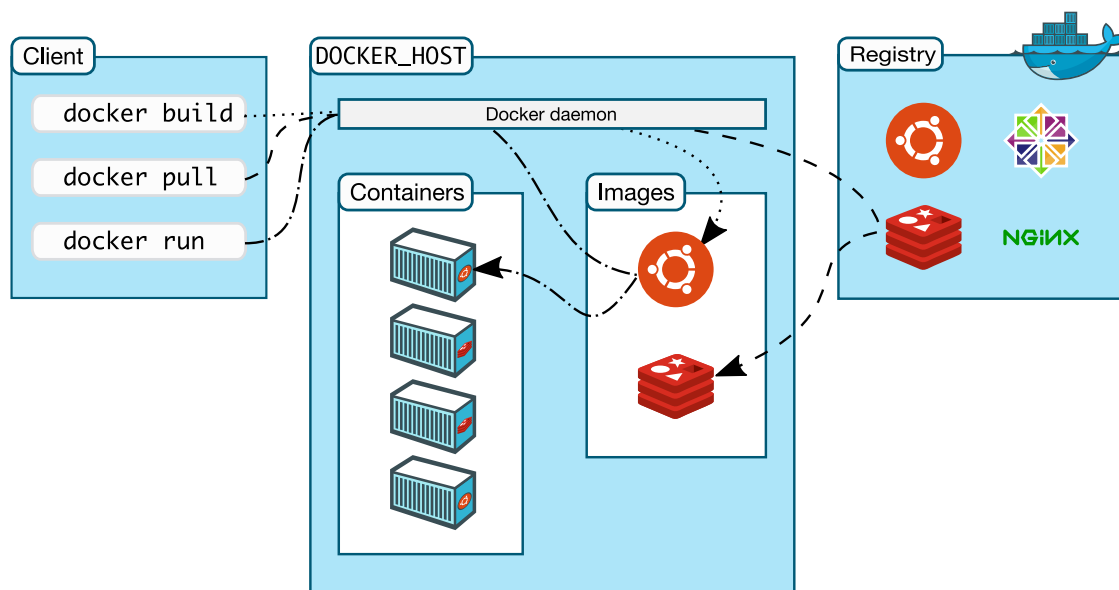 Client
docker build
docker pull
docker run
DOCKER_HOST
Docker daemon
Containers
Images
Registry
NGiNX